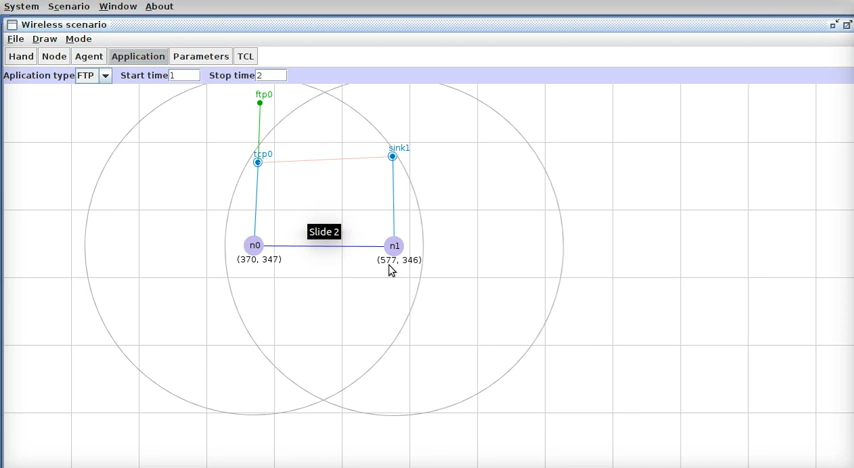 System Scenario Window About
Wireless scenario
File Draw Mode
Hand Node Agent Application Parameters TCL
Aplication type FTP Start time 1 Stop time 2
ftp0
tcp0 sink1
Slide 2
n0 n1
(370, 347) (577, 346)